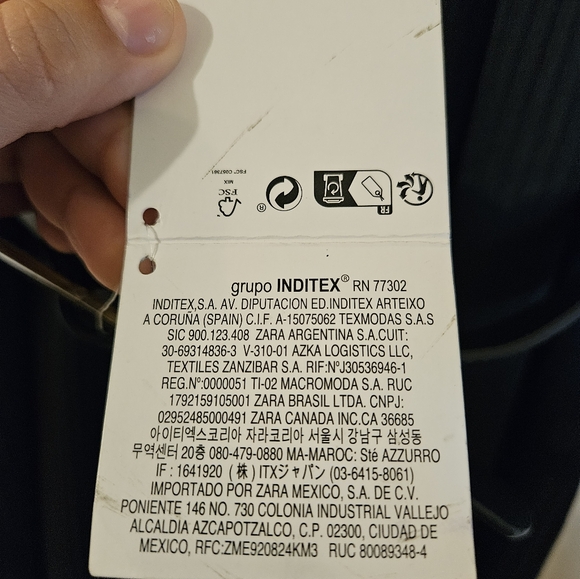 FSC® C057361
MIX
FSC
®
FR
grupo INDITEX® RN 77302
INDITEX,S.A. AV. DIPUTACION ED.INDITEX ARTEIXO
A CORUÑA (SPAIN) C.I.F. A-15075062 TEXMODAS S.A.S
SIC 900.123.408 ZARA ARGENTINA S.A.CUIT:
30-69314836-3 V-310-01 AZKA LOGISTICS LLC,
TEXTILES ZANZIBAR S.A. RIF:N°J30536946-1
REG.N°:0000051 TI-02 MACROMODA S.A. RUC
1792159105001 ZARA BRASIL LTDA. CNPJ:
02952485000491 ZARA CANADA INC.CA 36685
아이티엑스코리아 자라코리아 서울시 강남구 삼성동
무역센터 20층 080-479-0880 MA-MAROC: Sté AZZURRO
IF : 1641920 (株) ITXジャパン (03-6415-8061)
IMPORTADO POR ZARA MEXICO, S.A. DE C.V.
PONIENTE 146 NO. 730 COLONIA INDUSTRIAL VALLEJO
ALCALDIA AZCAPOTZALCO, C.P. 02300, CIUDAD DE
MEXICO, RFC:ZME920824KM3 RUC 80089348-4